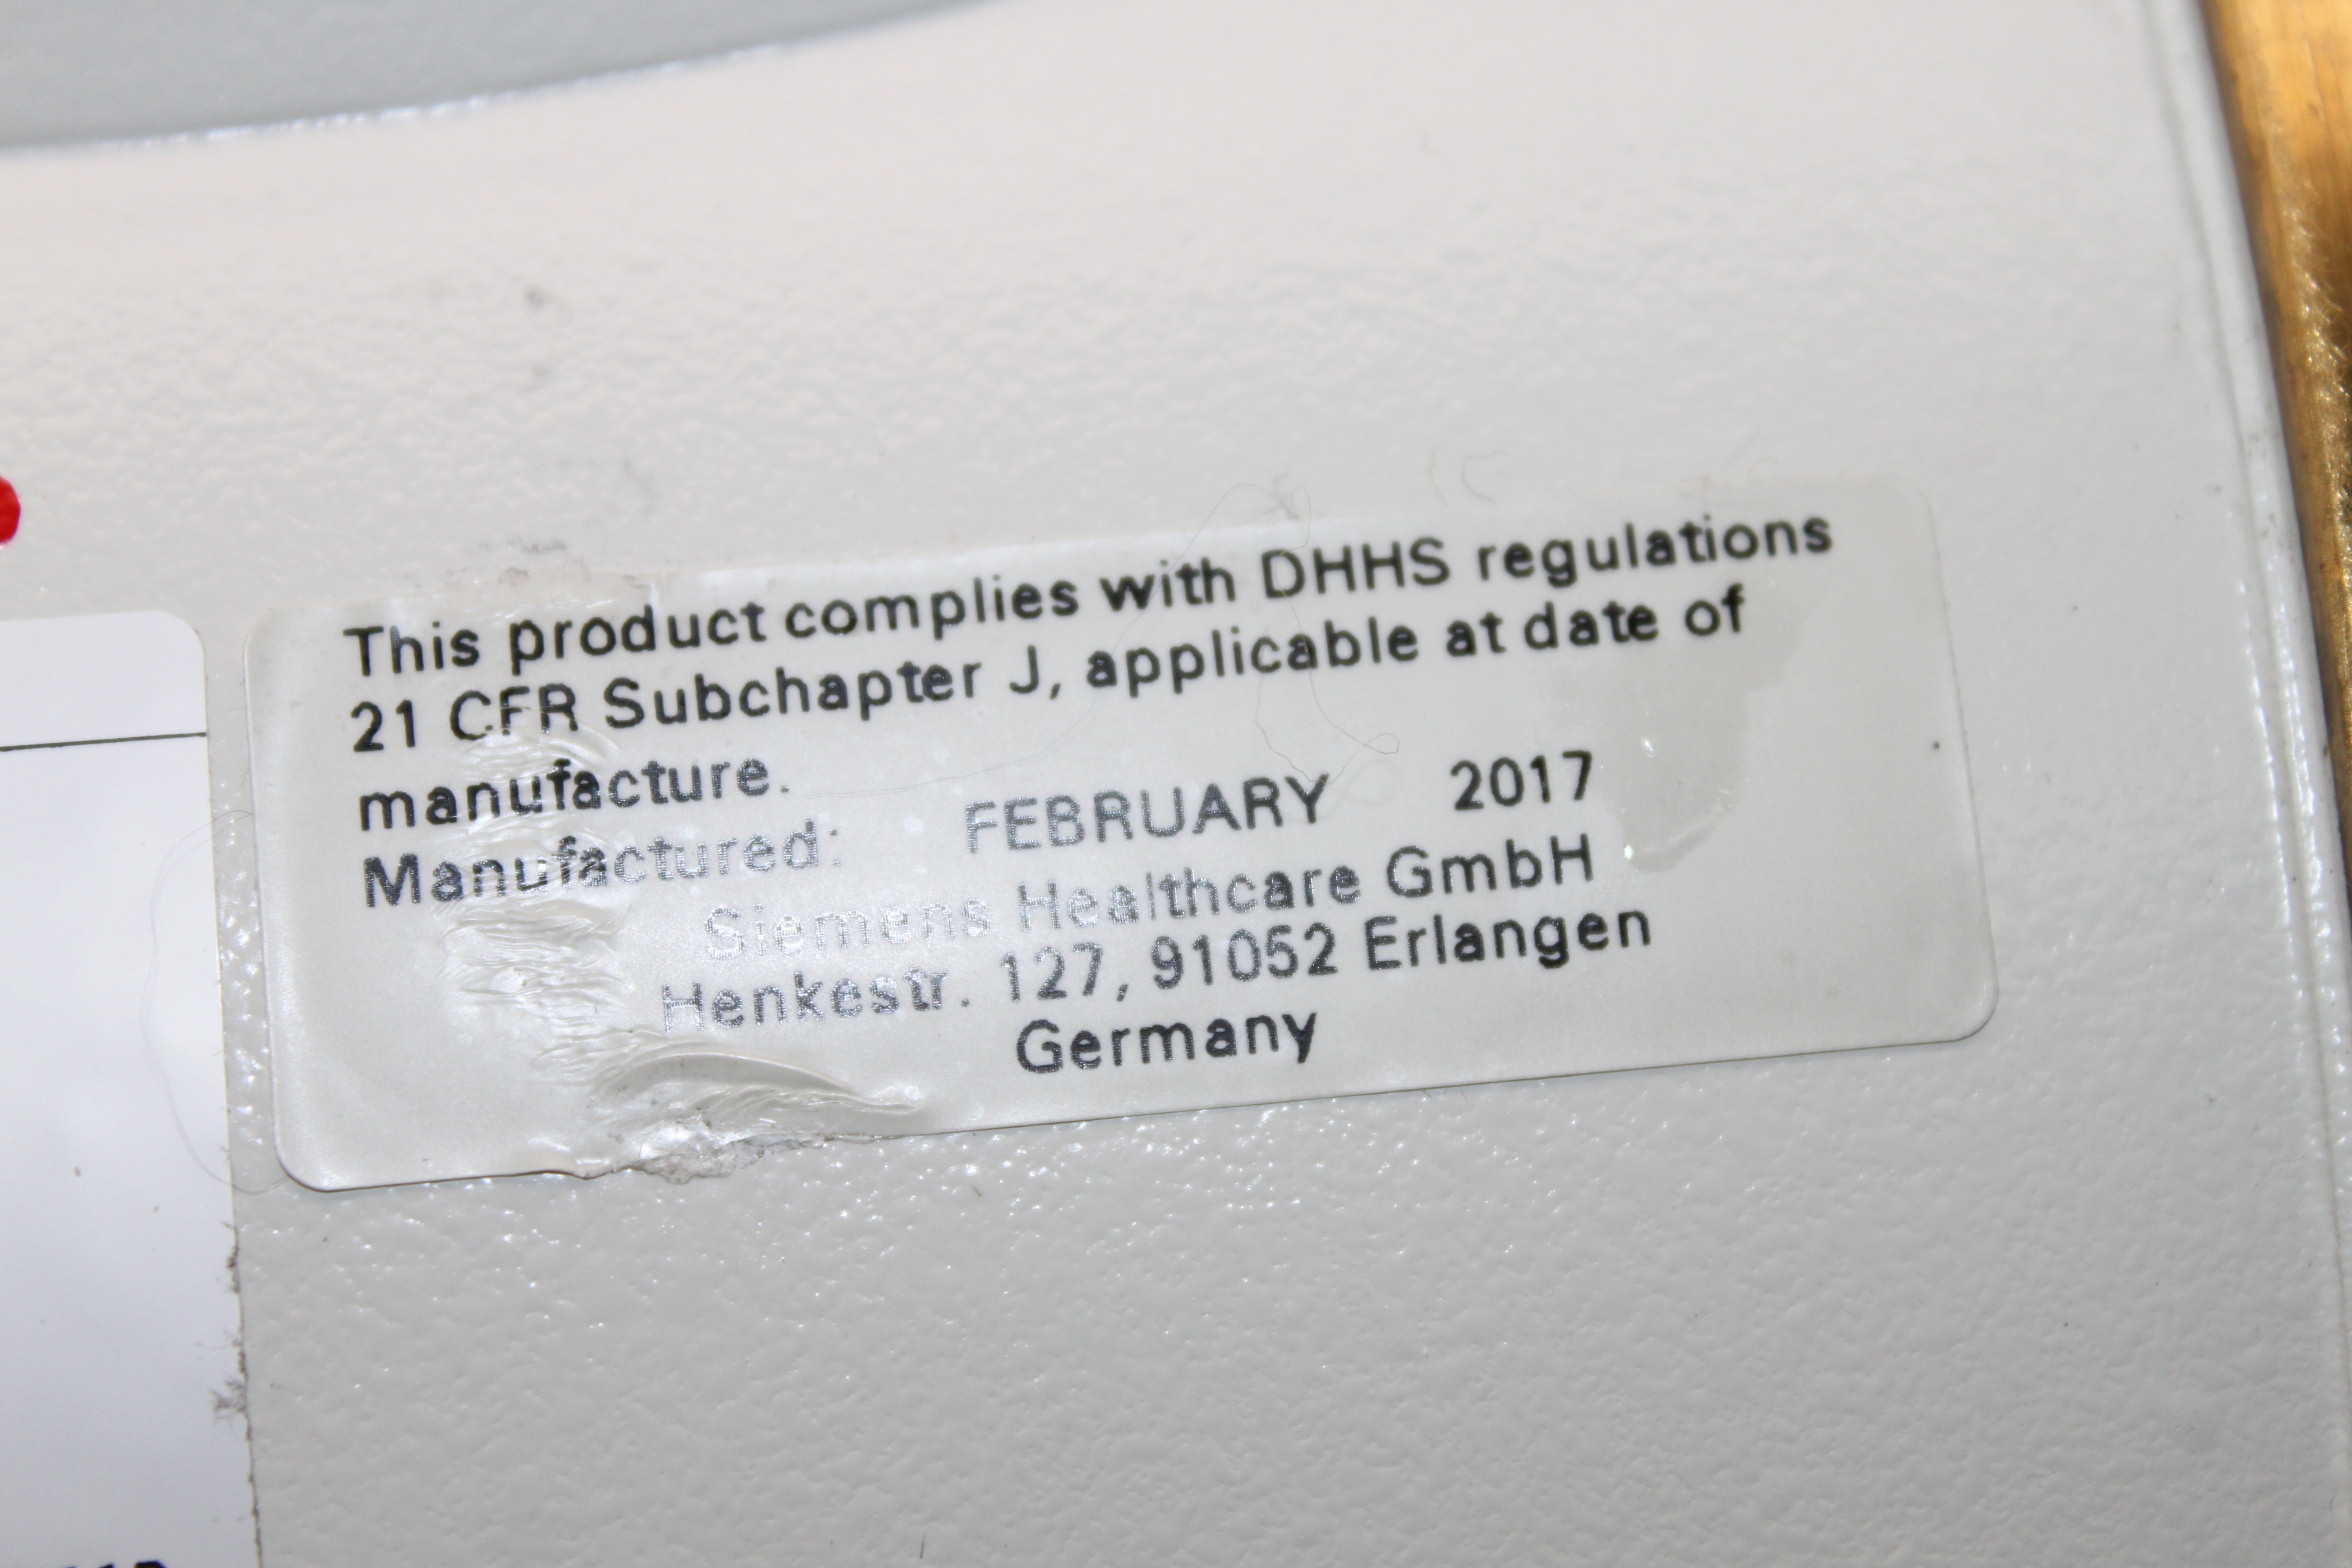 This product complies with DHHS regulations
21 CFR Subchapter J, applicable at date of
manufacture.
Manufactured: FEBRUARY 2017
Siemens Healthcare GmbH
Henkestr. 127, 91052 Erlangen
Germany